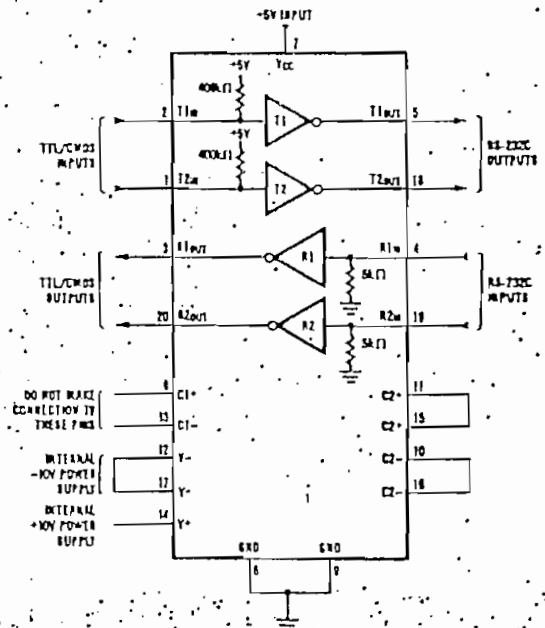 +5V INPUT
7
VCC
+5V
400kΩ
2 T1IN T1 T1OUT 5
+5V
400kΩ
TTL/CMOS
INPUTS
RS-232C
OUTPUTS
1 T2IN T2 T2OUT 18
3 R1OUT R1 R1IN 4
5kΩ
TTL/CMOS
OUTPUTS
RS-232C
INPUTS
20 R2OUT R2 R2IN 19
5kΩ
DO NOT MAKE
CONNECTION TO
THESE PINS
8 C1+
13 C1-
C2+ 11
C2+ 15
INTERNAL
-10V POWER
SUPPLY
12 V-
17 V-
C2- 10
C2- 16
INTERNAL
+10V POWER
SUPPLY
14 V+
GND GND
6 9